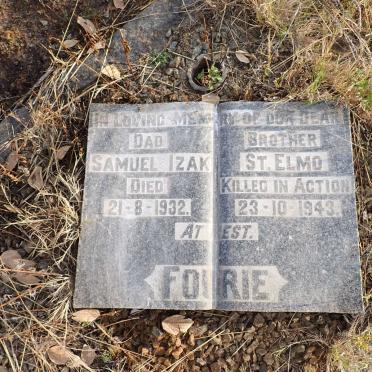 IN LOVING MEMORY OF OUR DEAR
DAD
SAMUEL IZAK
DIED
21-8-1932.
BROTHER
ST. ELMO
KILLED IN ACTION
23-10-1943.
AT EST.
FOURIE